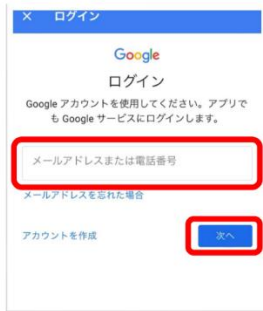 × ログイン
Google
ログイン
Google アカウントを使用してください。アプリで
も Google サービスにログインします。
メールアドレスまたは電話番号
メールアドレスを忘れた場合
アカウントを作成
次へ